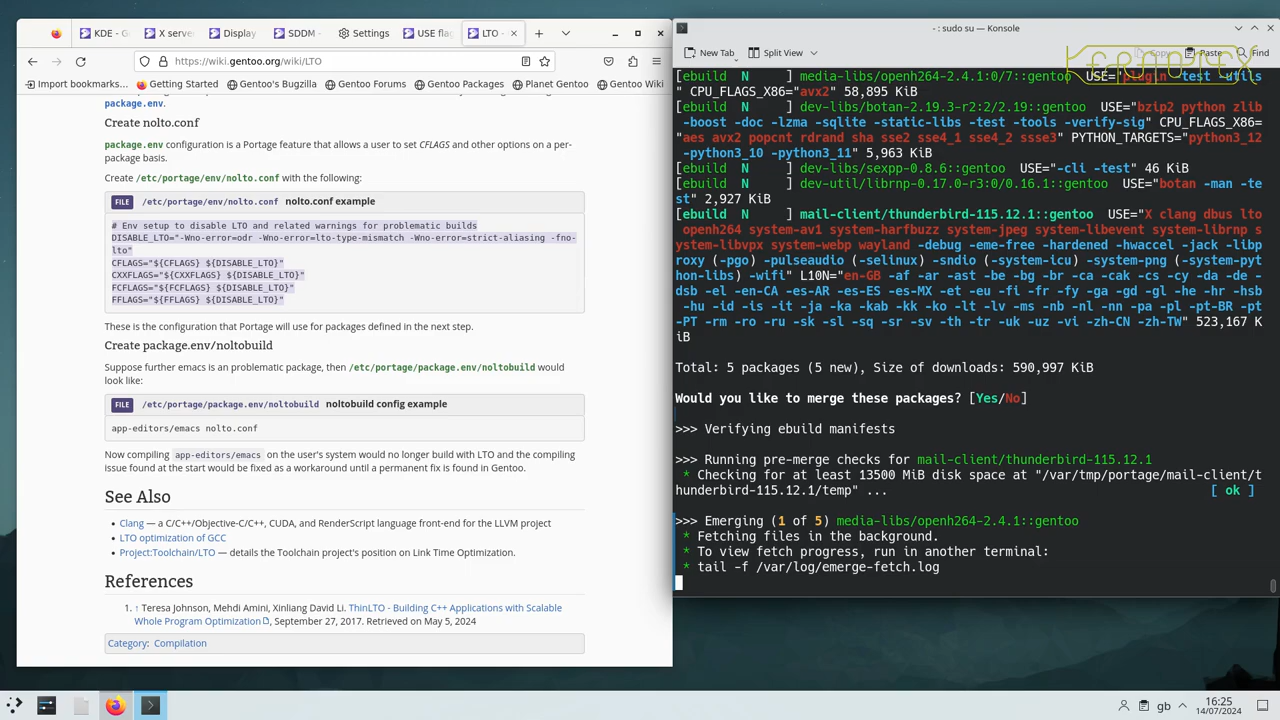 KDE - G
X serve
Display
SDDM -
Settings
USE fla
LTO -
https://wiki.gentoo.org/wiki/LTO
Import bookmarks...
Getting Started
Gentoo's Bugzilla
Gentoo Forums
Gentoo Packages
Planet Gentoo
Gentoo Wiki
package.env.
Create nolto.conf
package.env configuration is a Portage feature that allows a user to set CFLAGS and other options on a per-
package basis.
Create /etc/portage/env/nolto.conf with the following:
FILE /etc/portage/env/nolto.conf nolto.conf example
# Env setup to disable LTO and related warnings for problematic builds
DISABLE_LTO="-Wno-error=odr -Wno-error=lto-type-mismatch -Wno-error=strict-aliasing -fno-
lto"
CFLAGS="${CFLAGS} ${DISABLE_LTO}"
CXXFLAGS="${CXXFLAGS} ${DISABLE_LTO}"
FCFLAGS="${FCFLAGS} ${DISABLE_LTO}"
FFLAGS="${FFLAGS} ${DISABLE_LTO}"
These is the configuration that Portage will use for packages defined in the next step.
Create package.env/noltobuild
Suppose further emacs is an problematic package, then /etc/portage/package.env/noltobuild would
look like:
FILE /etc/portage/package.env/noltobuild noltobuild config example
app-editors/emacs nolto.conf
Now compiling app-editors/emacs on the user's system would no longer build with LTO and the compiling
issue found at the start would be fixed as a workaround until a permanent fix is found in Gentoo.
See Also
• Clang — a C/C++/Objective-C/C++, CUDA, and RenderScript language front-end for the LLVM project
• LTO optimization of GCC
• Project:Toolchain/LTO — details the Toolchain project's position on Link Time Optimization.
References
1. ↑ Teresa Johnson, Mehdi Amini, Xinliang David Li. ThinLTO - Building C++ Applications with Scalable
Whole Program Optimization, September 27, 2017. Retrieved on May 5, 2024
Category: Compilation
- : sudo su — Konsole
New Tab
Split View
Copy
Paste
Find
KERNOTEX
[ebuild  N     ] media-libs/openh264-2.4.1:0/7::gentoo  USE="plugin -test -utils
" CPU_FLAGS_X86="avx2" 58,895 KiB
[ebuild  N     ] dev-libs/botan-2.19.3-r2:2/2.19::gentoo  USE="bzip2 python zlib
-boost -doc -lzma -sqlite -static-libs -test -tools -verify-sig" CPU_FLAGS_X86=
"aes avx2 popcnt rdrand sha sse2 sse4_1 sse4_2 ssse3" PYTHON_TARGETS="python3_12
-python3_10 -python3_11" 5,963 KiB
[ebuild  N     ] dev-libs/sexpp-0.8.6::gentoo  USE="-cli -test" 46 KiB
[ebuild  N     ] dev-util/librnp-0.17.0-r3:0/0.16.1::gentoo  USE="botan -man -te
st" 2,927 KiB
[ebuild  N     ] mail-client/thunderbird-115.12.1::gentoo  USE="X clang dbus lto
openh264 system-av1 system-harfbuzz system-jpeg system-libevent system-librnp s
ystem-libvpx system-webp wayland -debug -eme-free -hardened -hwaccel -jack -libp
roxy (-pgo) -pulseaudio (-selinux) -sndio (-system-icu) -system-png (-system-pyt
hon-libs) -wifi" L10N="en-GB -af -ar -ast -be -bg -br -ca -cak -cs -cy -da -de -
dsb -el -en-CA -es-AR -es-ES -es-MX -et -eu -fi -fr -fy -ga -gd -gl -he -hr -hsb
-hu -id -is -it -ja -ka -kab -kk -ko -lt -lv -ms -nb -nl -nn -pa -pl -pt-BR -pt
-PT -rm -ro -ru -sk -sl -sq -sr -sv -th -tr -uk -uz -vi -zh-CN -zh-TW" 523,167 K
iB
Total: 5 packages (5 new), Size of downloads: 590,997 KiB
Would you like to merge these packages? [Yes/No]
>>> Verifying ebuild manifests
>>> Running pre-merge checks for mail-client/thunderbird-115.12.1
* Checking for at least 13500 MiB disk space at "/var/tmp/portage/mail-client/t
hunderbird-115.12.1/temp" ... [ ok ]
>>> Emerging (1 of 5) media-libs/openh264-2.4.1::gentoo
* Fetching files in the background.
* To view fetch progress, run in another terminal:
* tail -f /var/log/emerge-fetch.log
gb
16:25
14/07/2024